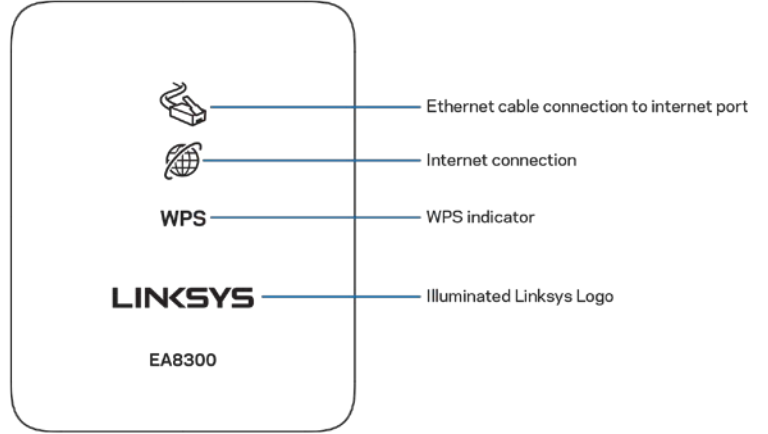 Ethernet cable connection to internet port
Internet connection
WPS WPS indicator
LINKSYS Illuminated Linksys Logo
EA8300